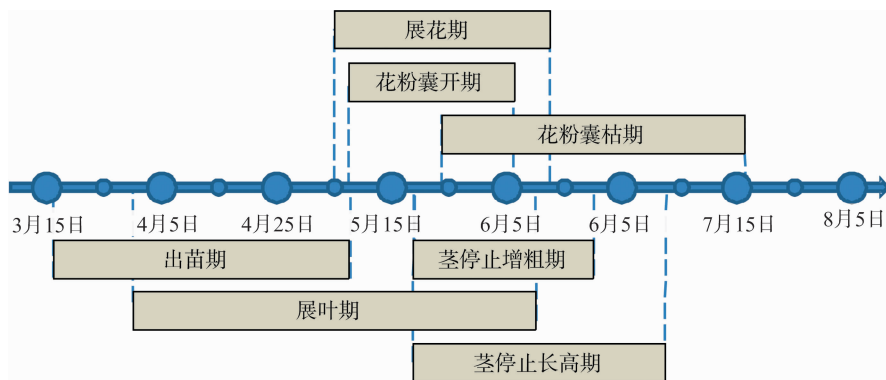 展花期
花粉囊开期
花粉囊枯期
3月15日
4月5日
4月25日
5月15日
6月5日
6月5日
7月15日
8月5日
出苗期
茎停止增粗期
展叶期
茎停止长高期